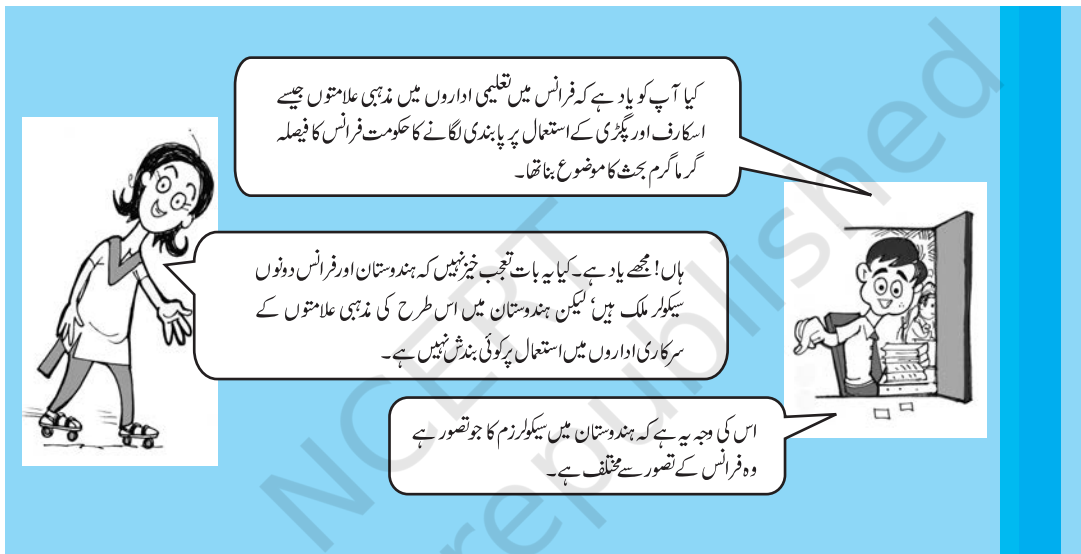 کیا آپ کو یاد ہے کہ فرانس میں تعلیمی اداروں میں مذہبی علامتوں جیسے
اسکارف اور پگڑی کے استعمال پر پابندی لگانے کا حکومت فرانس کا فیصلہ
گرما گرم بحث کا موضوع بنا تھا۔
ہاں! مجھے یاد ہے۔ کیا یہ بات تعجب خیز نہیں کہ ہندوستان اور فرانس دونوں
سیکولر ملک ہیں، لیکن ہندوستان میں اس طرح کی مذہبی علامتوں کے
سرکاری اداروں میں استعمال پر کوئی بندش نہیں ہے۔
اس کی وجہ یہ ہے کہ ہندوستان میں سیکولرزم کا جو تصور ہے
وہ فرانس کے تصور سے مختلف ہے۔
NCERT
republished